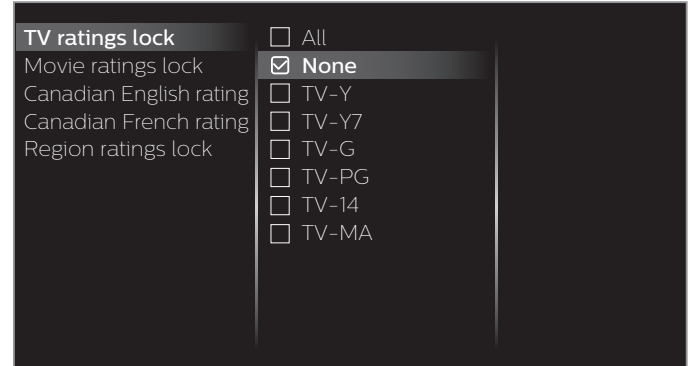 TV ratings lock
Movie ratings lock
Canadian English rating
Canadian French rating
Region ratings lock
All
None
TV-Y
TV-Y7
TV-G
TV-PG
TV-14
TV-MA